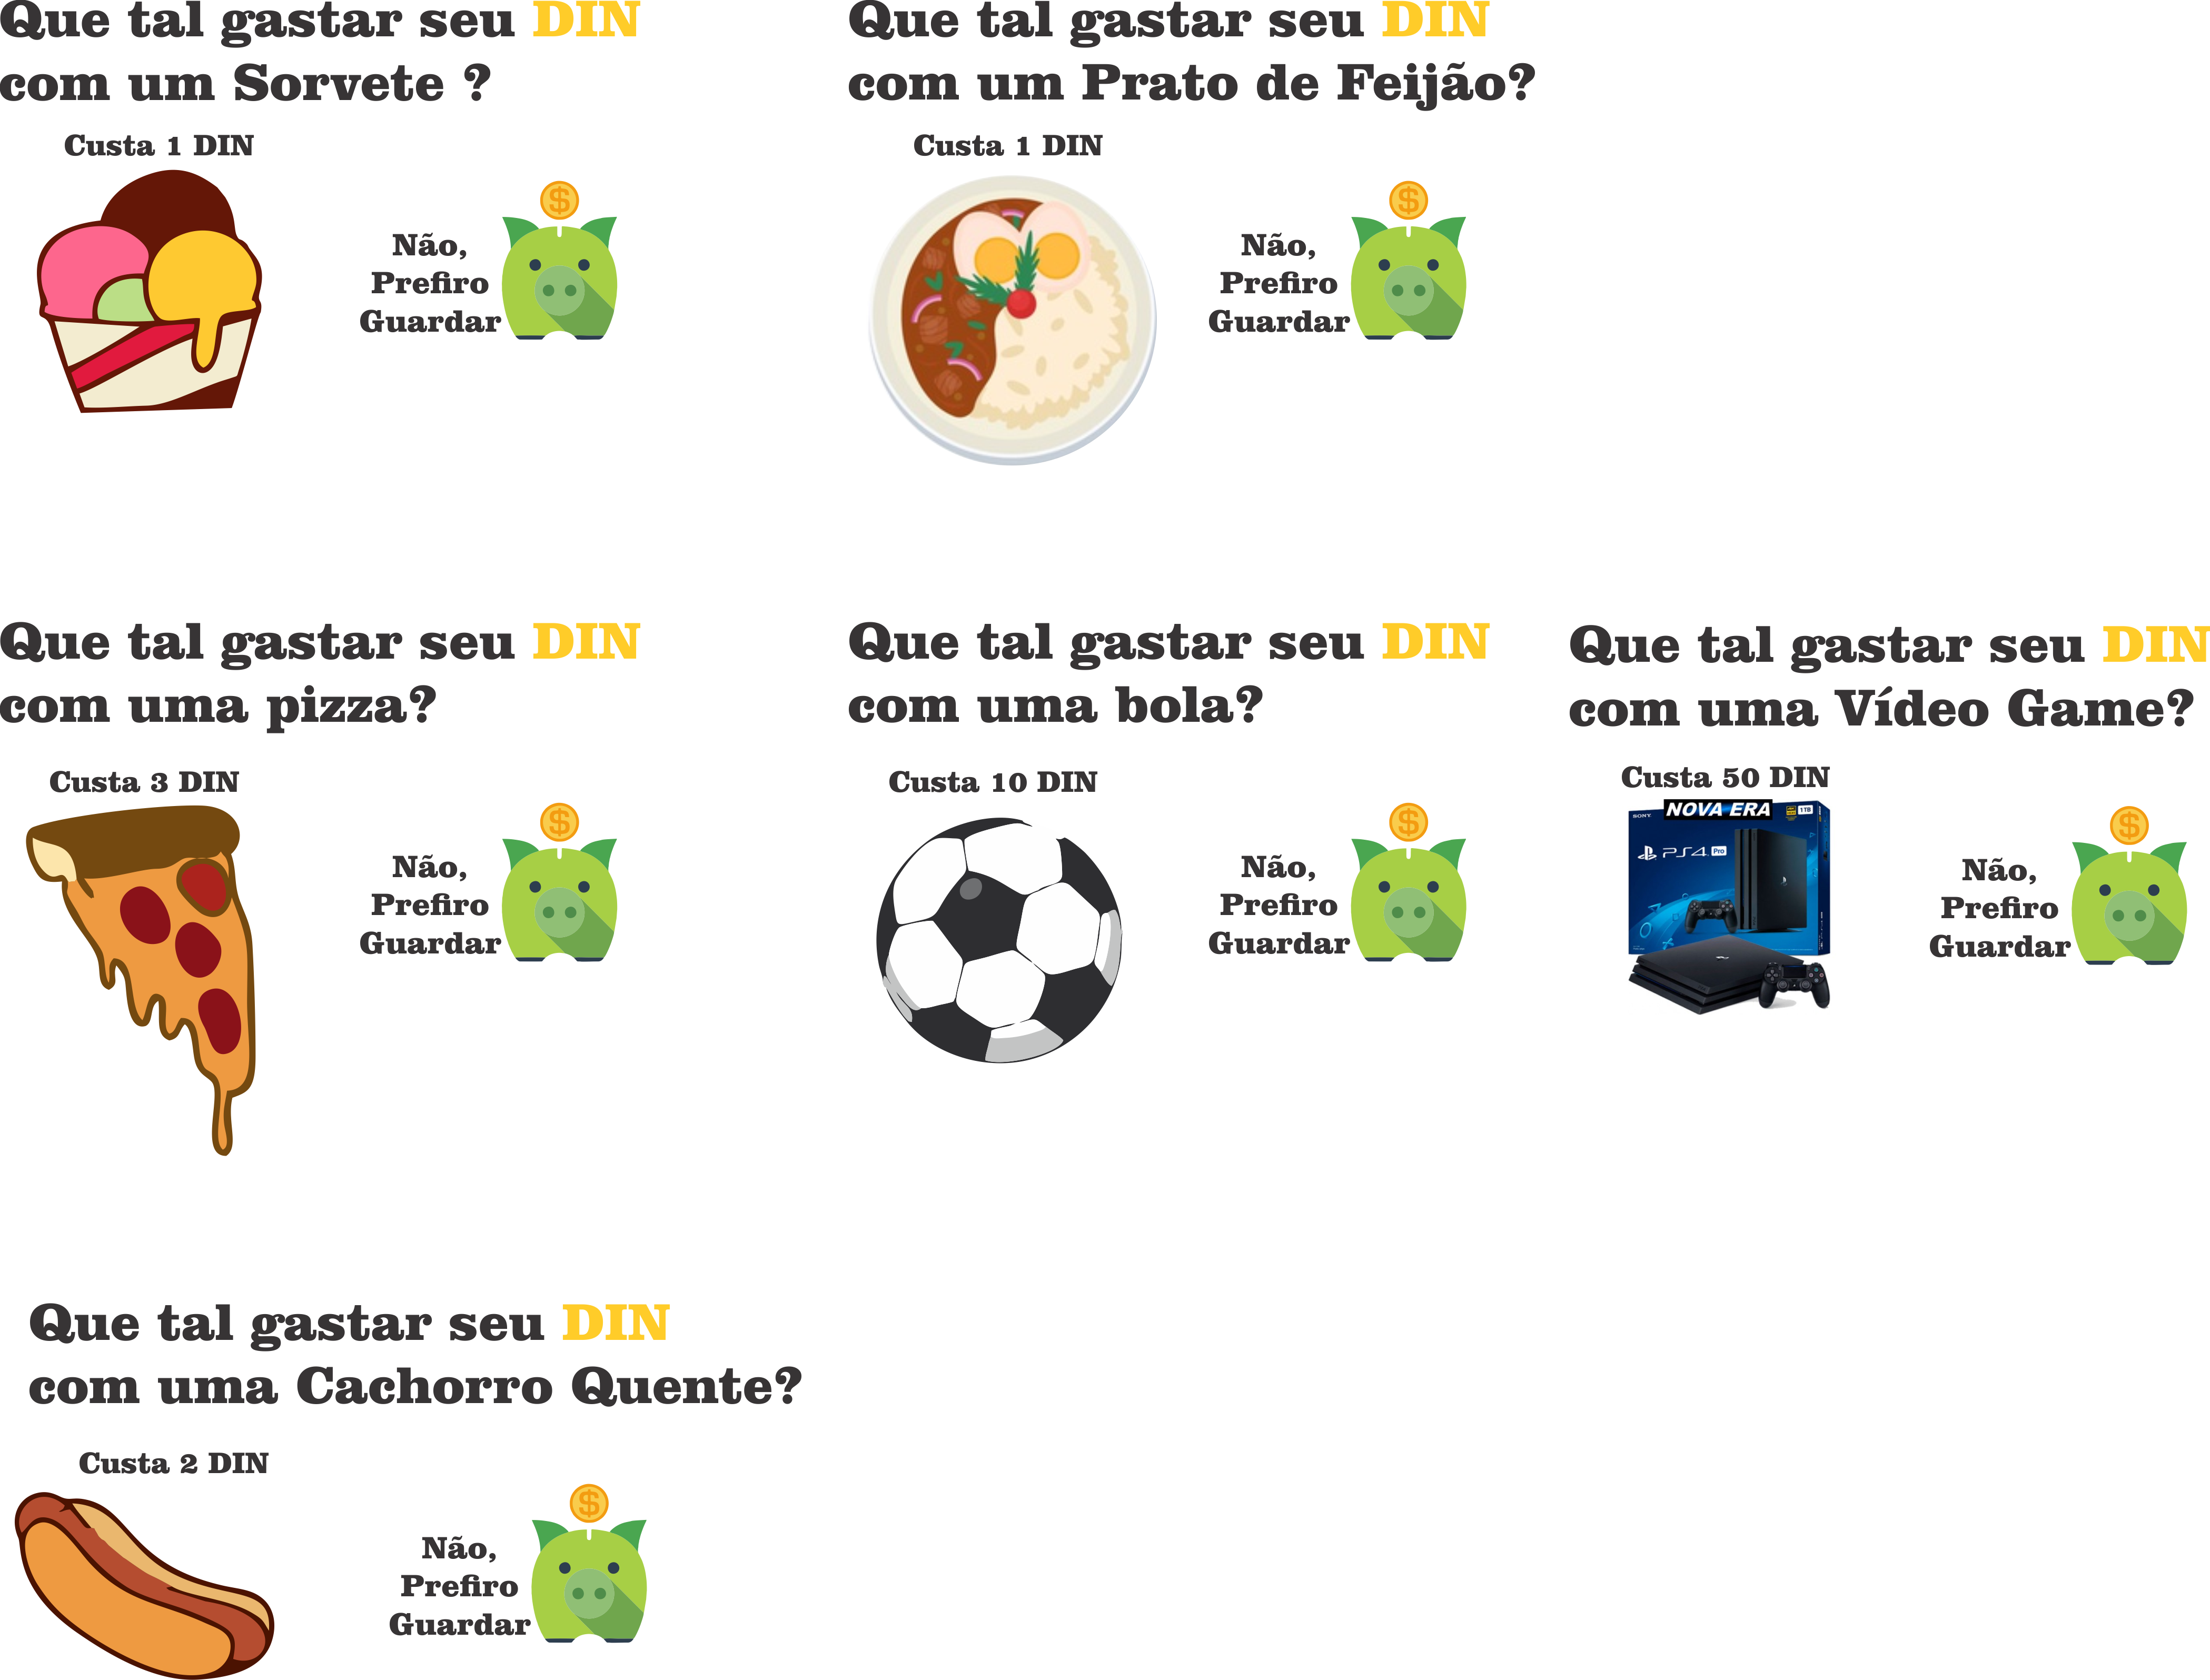 Que tal gastar seu DIN
com um Sorvete ?
Custa 1 DIN
$
Não,
Prefiro
Guardar
Que tal gastar seu DIN
com um Prato de Feijão?
Custa 1 DIN
$
Não,
Prefiro
Guardar
Que tal gastar seu DIN
com uma pizza?
Custa 3 DIN
$
Não,
Prefiro
Guardar
Que tal gastar seu DIN
com uma bola?
Custa 10 DIN
$
Não,
Prefiro
Guardar
Que tal gastar seu DIN
com uma Vídeo Game?
Custa 50 DIN
NOVA ERA
SONY
1TB
PS4 Pro
$
Não,
Prefiro
Guardar
Que tal gastar seu DIN
com uma Cachorro Quente?
Custa 2 DIN
$
Não,
Prefiro
Guardar